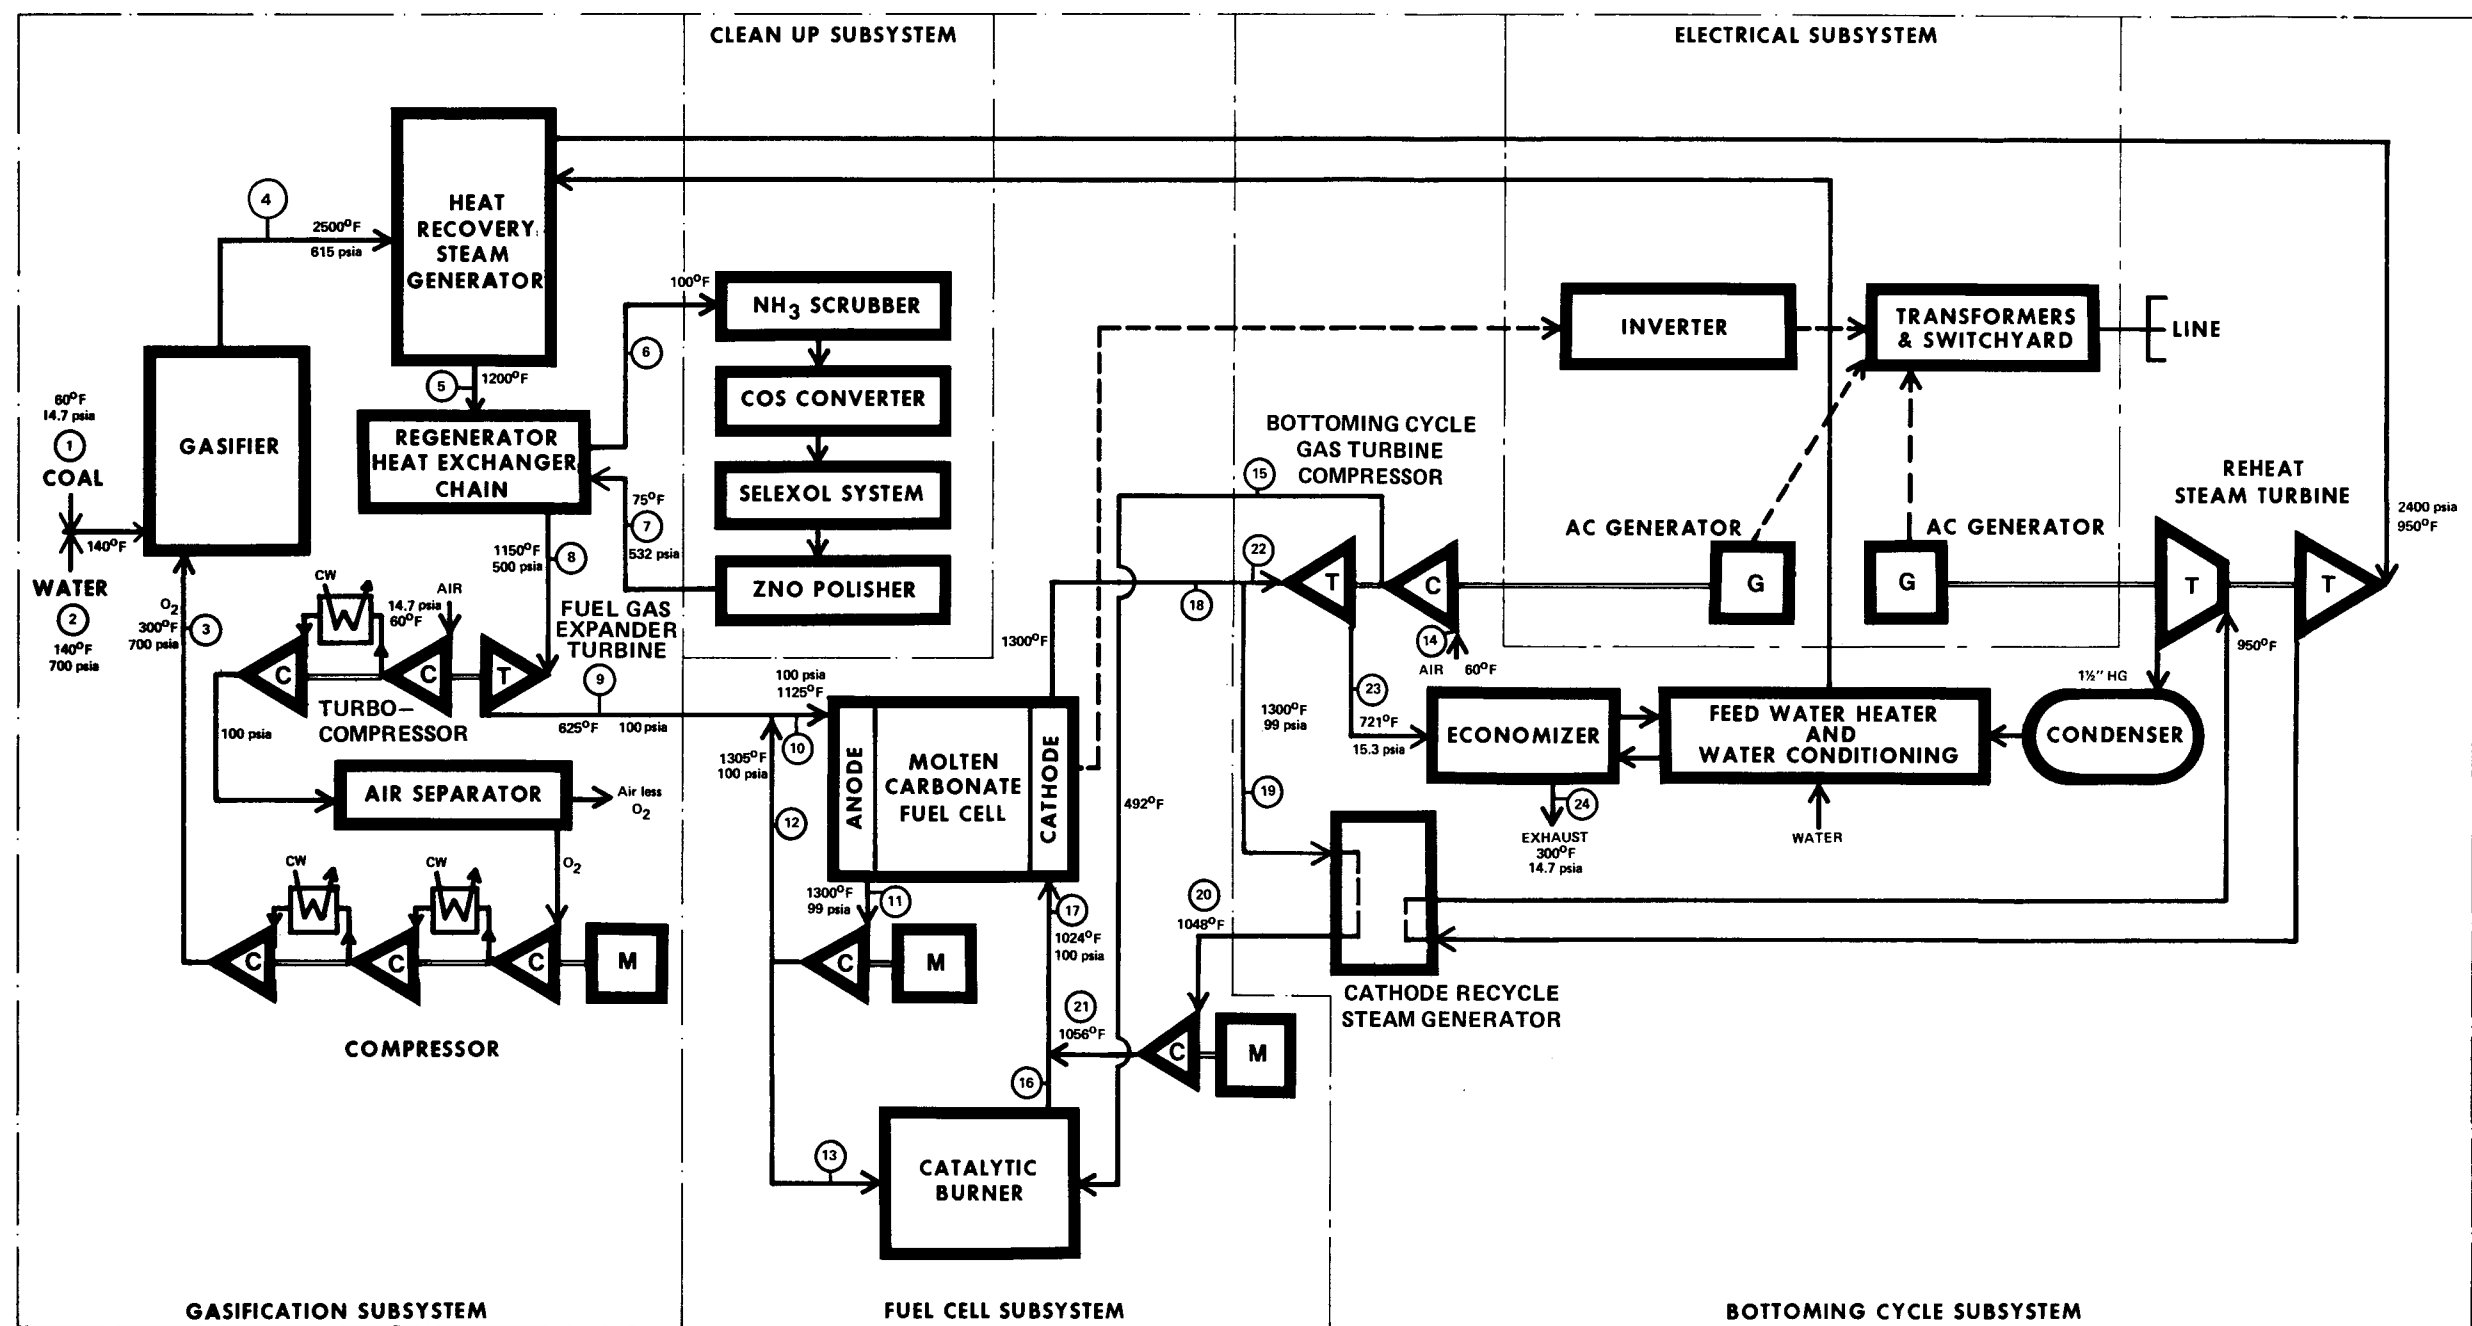 CLEAN UP SUBSYSTEM
ELECTRICAL SUBSYSTEM
4
2500°F
615 psia
HEAT
RECOVERY
STEAM
GENERATOR
100°F
NH3 SCRUBBER
6
COS CONVERTER
SELEXOL SYSTEM
ZNO POLISHER
75°F
7
532 psia
5
1200°F
REGENERATOR
HEAT EXCHANGER
CHAIN
60°F
14.7 psia
1
COAL
140°F
WATER
2
140°F
700 psia
GASIFIER
O2
300°F
700 psia
3
1150°F
500 psia
8
CW
W
14.7 psia
60°F
AIR
C
C
T
FUEL GAS
EXPANDER
TURBINE
TURBO-
COMPRESSOR
100 psia
9
625°F
100 psia
AIR SEPARATOR
Air less
O2
O2
CW
W
CW
W
C
C
C
M
COMPRESSOR
GASIFICATION SUBSYSTEM
100 psia
1125°F
10
1305°F
100 psia
12
ANODE
MOLTEN
CARBONATE
FUEL CELL
CATHODE
1300°F
1300°F
99 psia
11
C
M
17
1024°F
100 psia
21
1056°F
16
13
CATALYTIC
BURNER
C
M
492°F
20
1048°F
FUEL CELL SUBSYSTEM
INVERTER
TRANSFORMERS
& SWITCHYARD
LINE
BOTTOMING CYCLE
GAS TURBINE
COMPRESSOR
15
22
18
T
C
14
AIR
60°F
AC GENERATOR
G
AC GENERATOR
G
REHEAT
STEAM TURBINE
T
T
2400 psia
950°F
950°F
1½" HG
23
721°F
15.3 psia
1300°F
99 psia
19
ECONOMIZER
FEED WATER HEATER
AND
WATER CONDITIONING
CONDENSER
24
EXHAUST
300°F
14.7 psia
WATER
CATHODE RECYCLE
STEAM GENERATOR
BOTTOMING CYCLE SUBSYSTEM